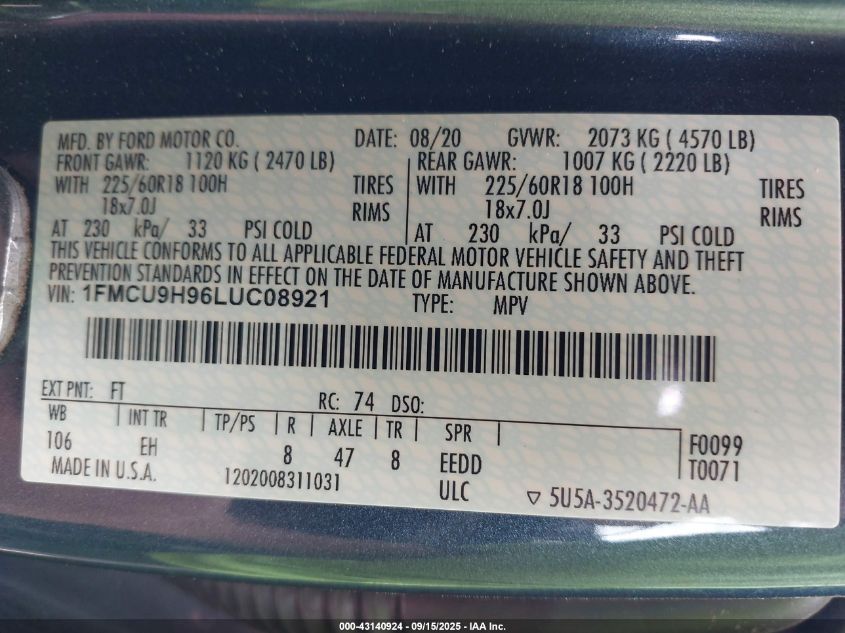 MFD. BY FORD MOTOR CO. DATE: 08/20 GVWR: 2073 KG ( 4570 LB)
FRONT GAWR: 1120 KG ( 2470 LB) REAR GAWR: 1007 KG ( 2220 LB)
WITH 225/60R18 100H TIRES WITH 225/60R18 100H TIRES
18x7.0J RIMS 18x7.0J RIMS
AT 230 kPa/ 33 PSI COLD AT 230 kPa/ 33 PSI COLD
THIS VEHICLE CONFORMS TO ALL APPLICABLE FEDERAL MOTOR VEHICLE SAFETY AND THEFT
PREVENTION STANDARDS IN EFFECT ON THE DATE OF MANUFACTURE SHOWN ABOVE.
VIN: 1FMCU9H96LUC08921 TYPE: MPV
EXT PNT: FT RC: 74 DSO:
WB INT TR TP/PS R AXLE TR SPR F0099
106 EH 8 47 8 EEDD T0071
MADE IN U.S.A. 1202008311031 ULC 5U5A-3520472-AA
000-43140924 - 09/15/2025 - IAA Inc.